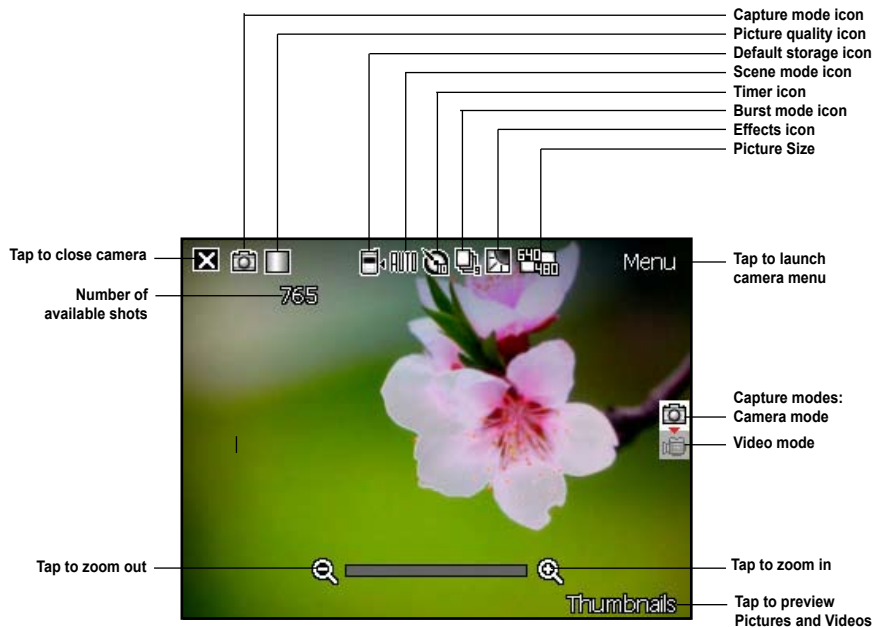 Capture mode icon
Picture quality icon
Default storage icon
Scene mode icon
Timer icon
Burst mode icon
Effects icon
Picture Size
Tap to close camera
AUTO
10
640
480
Menu
Tap to launch
camera menu
Number of
available shots
765
Capture modes:
Camera mode
Video mode
Tap to zoom out
Tap to zoom in
Thumbnails
Tap to preview
Pictures and Videos